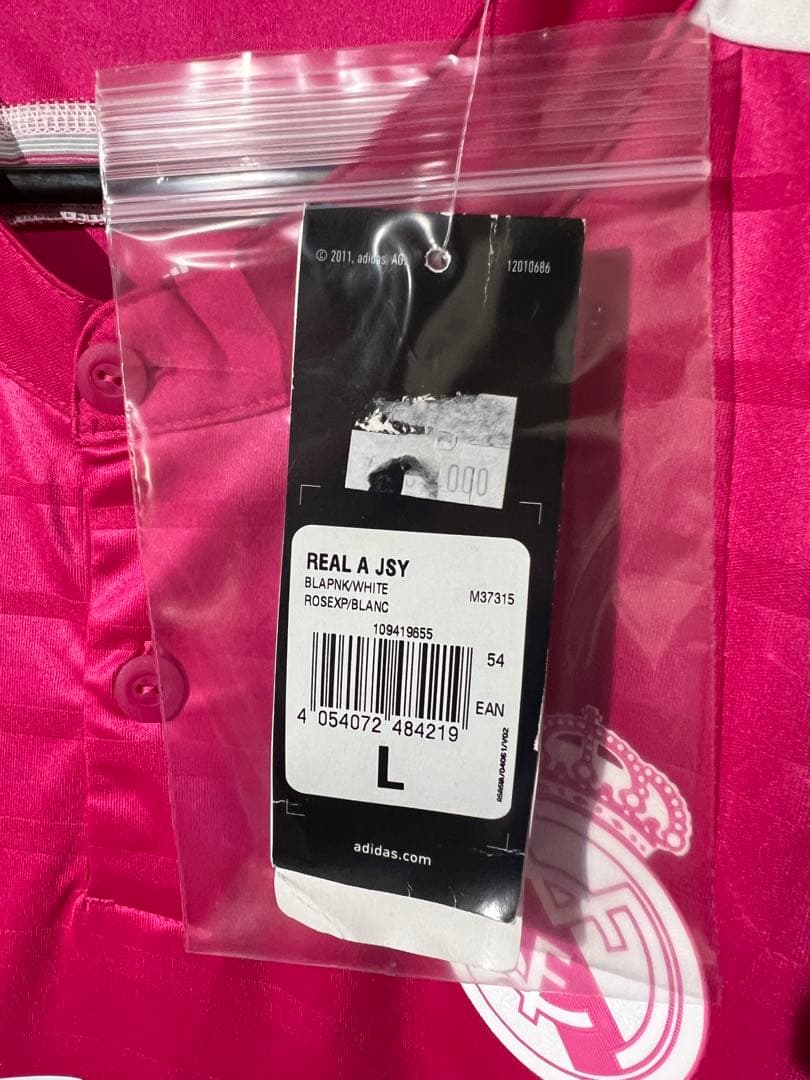 © 2011, adidas AG.
12010686
000
REAL A JSY
BLAPNK/WHITE
ROSEXP/BLANC
M37315
109419655
54
4 054072 484219
EAN
L
adidas.com